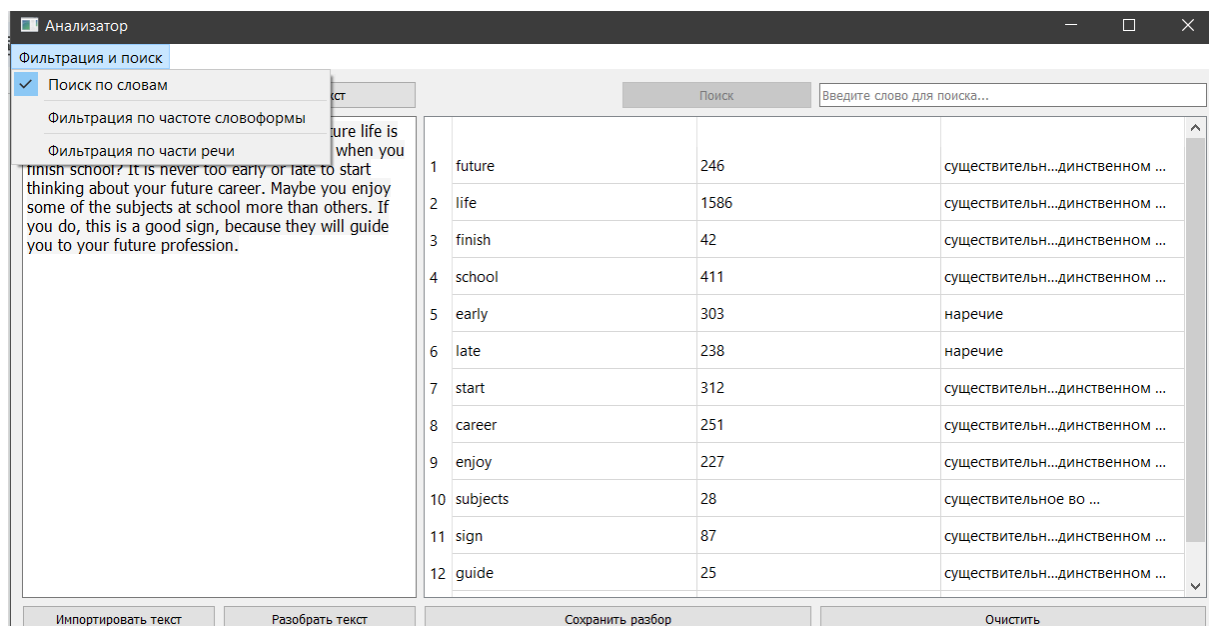 Анализатор
Фильтрация и поиск
Поиск по словам
Фильтрация по частоте словоформы
Фильтрация по части речи
Поиск
Введите слово для поиска...
life is
when you
finish school? It is never too early or late to start
thinking about your future career. Maybe you enjoy
some of the subjects at school more than others. If
you do, this is a good sign, because they will guide
you to your future profession.
1 future 246 существительн...динственном ...
2 life 1586 существительн...динственном ...
3 finish 42 существительн...динственном ...
4 school 411 существительн...динственном ...
5 early 303 наречие
6 late 238 наречие
7 start 312 существительн...динственном ...
8 career 251 существительн...динственном ...
9 enjoy 227 существительн...динственном ...
10 subjects 28 существительное во ...
11 sign 87 существительн...динственном ...
12 guide 25 существительн...динственном ...
Импортировать текст
Разобрать текст
Сохранить разбор
Очистить